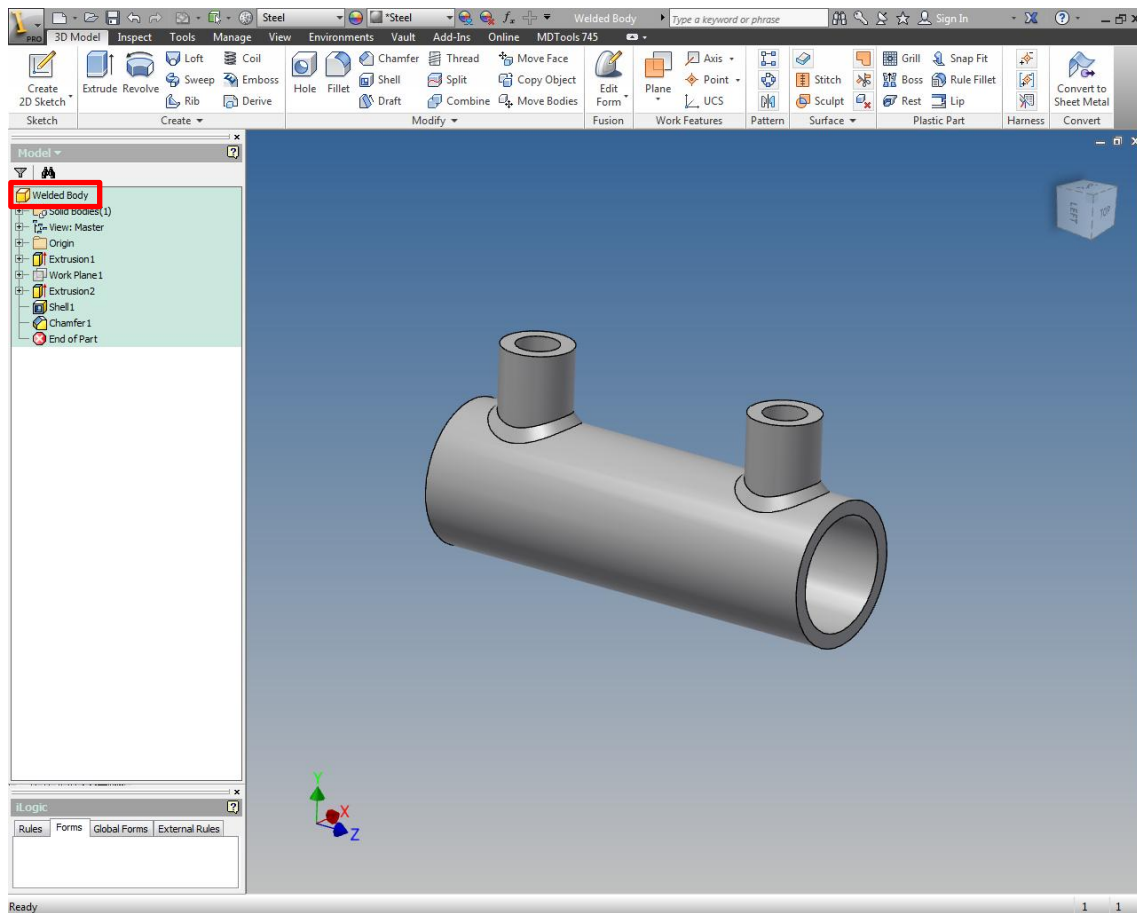 Steel
*Steel
fx
Welded Body
Type a keyword or phrase
Sign In
PRO
3D Model Inspect Tools Manage View Environments Vault Add-Ins Online MDTools 745
Create
2D Sketch
Extrude Revolve
Loft
Sweep
Rib
Coil
Emboss
Derive
Hole Fillet
Chamfer
Shell
Draft
Thread
Split
Combine
Move Face
Copy Object
Move Bodies
Edit
Form
Plane
Axis
Point
UCS
Stitch
Sculpt
Grill
Boss
Rest
Snap Fit
Rule Fillet
Lip
Convert to
Sheet Metal
Sketch Create Modify Fusion Work Features Pattern Surface Plastic Part Harness Convert
Model
Welded Body
Solid Bodies(1)
View: Master
Origin
Extrusion1
Work Plane1
Extrusion2
Shell1
Chamfer1
End of Part
LEFT
TOP
Y
X
Z
iLogic
Rules Forms Global Forms External Rules
Ready
1 1